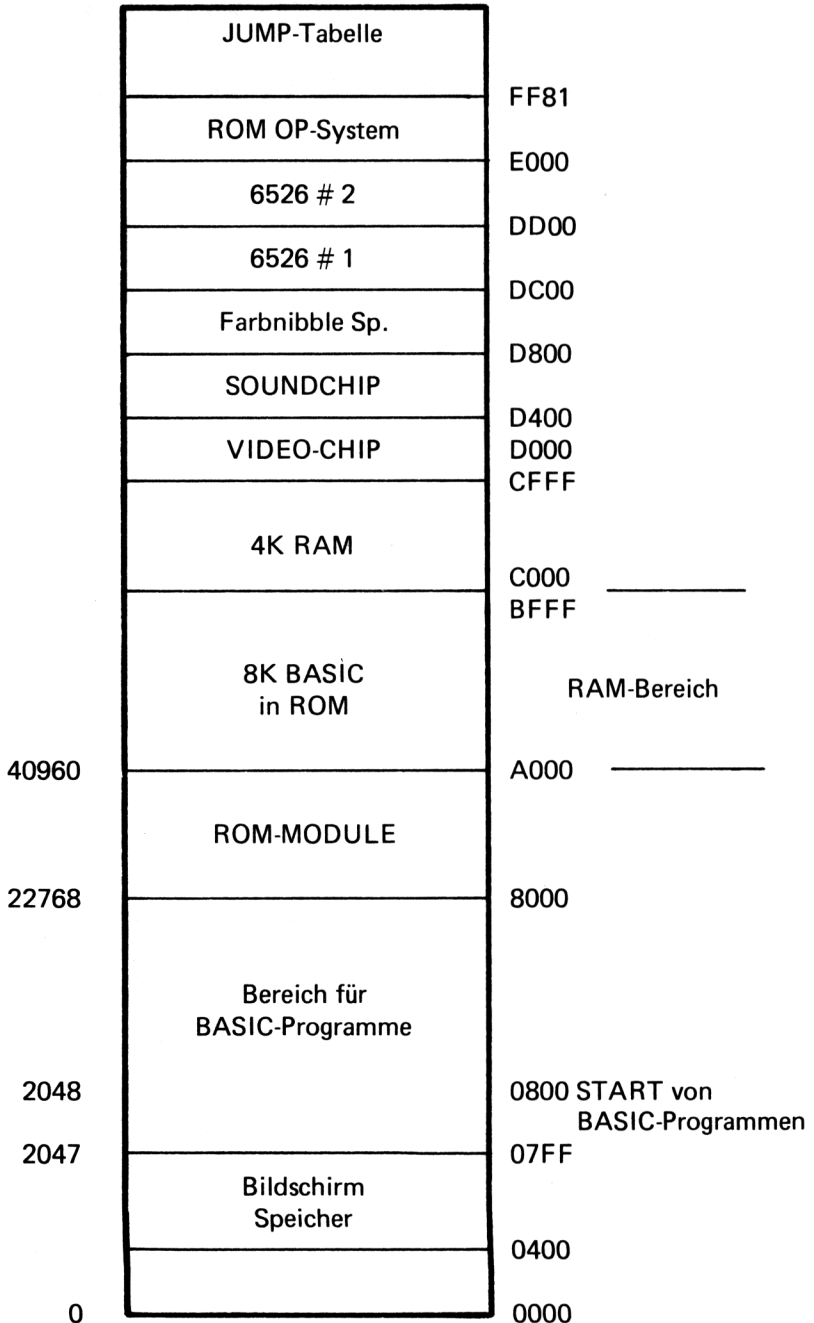 JUMP-Tabelle
FF81
ROM OP-System
E000
6526 # 2
DD00
6526 # 1
DC00
Farbnibble Sp.
D800
SOUNDCHIP
D400
VIDEO-CHIP
D000
CFFF
4K RAM
C000
BFFF
8K BASIC
in ROM
RAM-Bereich
40960
A000
ROM-MODULE
22768
8000
Bereich für
BASIC-Programme
2048
0800 START von
BASIC-Programmen
2047
07FF
Bildschirm
Speicher
0400
0
0000